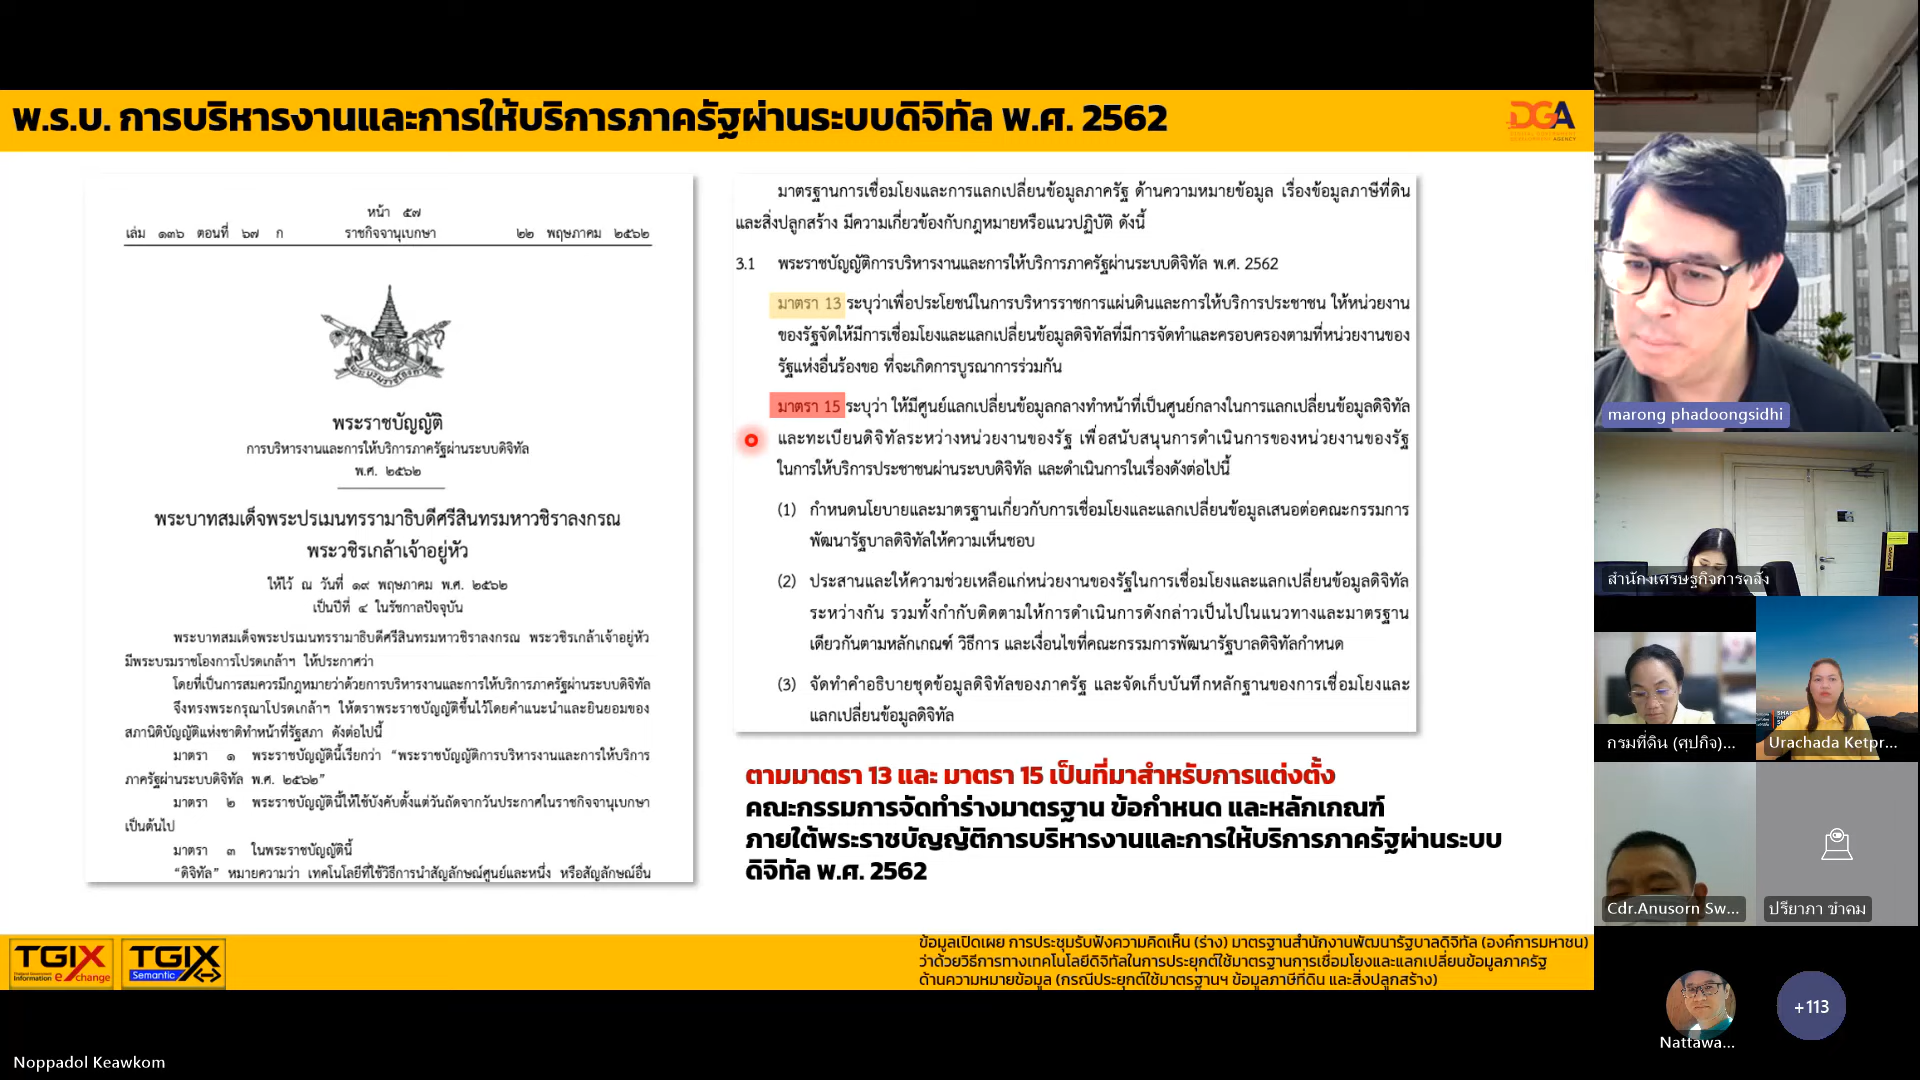 พ.ร.บ. การบริหารงานและการให้บริการภาครัฐผ่านระบบดิจิทัล พ.ศ. 2562
DGA
หน้า ๕๗
เล่ม ๑๓๖ ตอนที่ ๖๗ ก ราชกิจจานุเบกษา ๒๒ พฤษภาคม ๒๕๖๒
พระราชบัญญัติ
การบริหารงานและการให้บริการภาครัฐผ่านระบบดิจิทัล
พ.ศ. ๒๕๖๒
พระบาทสมเด็จพระปรเมนทรรามาธิบดีศรีสินทรมหาวชิราลงกรณ
พระวชิรเกล้าเจ้าอยู่หัว
ให้ไว้ ณ วันที่ ๑๙ พฤษภาคม พ.ศ. ๒๕๖๒
เป็นปีที่ ๔ ในรัชกาลปัจจุบัน
พระบาทสมเด็จพระปรเมนทรรามาธิบดีศรีสินทรมหาวชิราลงกรณ พระวชิรเกล้าเจ้าอยู่หัว
มีพระบรมราชโองการโปรดเกล้าฯ ให้ประกาศว่า
โดยที่เป็นการสมควรมีกฎหมายว่าด้วยการบริหารงานและการให้บริการภาครัฐผ่านระบบดิจิทัล
จึงทรงพระกรุณาโปรดเกล้าฯ ให้ตราพระราชบัญญัติขึ้นไว้โดยคำแนะนำและยินยอมของ
สภานิติบัญญัติแห่งชาติทำหน้าที่รัฐสภา ดังต่อไปนี้
มาตรา ๑ พระราชบัญญัตินี้เรียกว่า “พระราชบัญญัติการบริหารงานและการให้บริการ
ภาครัฐผ่านระบบดิจิทัล พ.ศ. ๒๕๖๒”
มาตรา ๒ พระราชบัญญัตินี้ให้ใช้บังคับตั้งแต่วันถัดจากวันประกาศในราชกิจจานุเบกษา
เป็นต้นไป
มาตรา ๓ ในพระราชบัญญัตินี้
“ดิจิทัล” หมายความว่า เทคโนโลยีที่ใช้วิธีการนำสัญลักษณ์ศูนย์และหนึ่ง หรือสัญลักษณ์อื่น
มาตรฐานการเชื่อมโยงและการแลกเปลี่ยนข้อมูลภาครัฐ ด้านความหมายข้อมูล เรื่องข้อมูลภาษีที่ดิน
และสิ่งปลูกสร้าง มีความเกี่ยวข้องกับกฎหมายหรือแนวปฏิบัติ ดังนี้
3.1 พระราชบัญญัติการบริหารงานและการให้บริการภาครัฐผ่านระบบดิจิทัล พ.ศ. 2562
มาตรา 13 ระบุว่าเพื่อประโยชน์ในการบริหารราชการแผ่นดินและการให้บริการประชาชน ให้หน่วยงาน
ของรัฐจัดให้มีการเชื่อมโยงและแลกเปลี่ยนข้อมูลดิจิทัลที่มีการจัดทำและครอบครองตามที่หน่วยงานของ
รัฐแห่งอื่นร้องขอ ที่จะเกิดการบูรณาการร่วมกัน
มาตรา 15 ระบุว่า ให้มีศูนย์แลกเปลี่ยนข้อมูลกลางทำหน้าที่เป็นศูนย์กลางในการแลกเปลี่ยนข้อมูลดิจิทัล
และทะเบียนดิจิทัลระหว่างหน่วยงานของรัฐ เพื่อสนับสนุนการดำเนินการของหน่วยงานของรัฐ
ในการให้บริการประชาชนผ่านระบบดิจิทัล และดำเนินการในเรื่องดังต่อไปนี้
(1) กำหนดนโยบายและมาตรฐานเกี่ยวกับการเชื่อมโยงและแลกเปลี่ยนข้อมูลเสนอต่อคณะกรรมการ
พัฒนารัฐบาลดิจิทัลให้ความเห็นชอบ
(2) ประสานและให้ความช่วยเหลือแก่หน่วยงานของรัฐในการเชื่อมโยงและแลกเปลี่ยนข้อมูลดิจิทัล
ระหว่างกัน รวมทั้งกำกับติดตามให้การดำเนินการดังกล่าวเป็นไปในแนวทางและมาตรฐาน
เดียวกันตามหลักเกณฑ์ วิธีการ และเงื่อนไขที่คณะกรรมการพัฒนารัฐบาลดิจิทัลกำหนด
(3) จัดทำคำอธิบายชุดข้อมูลดิจิทัลของภาครัฐ และจัดเก็บบันทึกหลักฐานของการเชื่อมโยงและ
แลกเปลี่ยนข้อมูลดิจิทัล
ตามมาตรา 13 และ มาตรา 15 เป็นที่มาสำหรับการแต่งตั้ง
คณะกรรมการจัดทำร่างมาตรฐาน ข้อกำหนด และหลักเกณฑ์
ภายใต้พระราชบัญญัติการบริหารงานและการให้บริการภาครัฐผ่านระบบ
ดิจิทัล พ.ศ. 2562
TGIX
Information exchange
TGIX
Semantic
ข้อมูลเปิดเผย การประชุมรับฟังความคิดเห็น (ร่าง) มาตรฐานสำนักงานพัฒนารัฐบาลดิจิทัล (องค์การมหาชน)
ว่าด้วยวิธีการทางเทคโนโลยีดิจิทัลในการประยุกต์ใช้มาตรฐานการเชื่อมโยงและแลกเปลี่ยนข้อมูลภาครัฐ
ด้านความหมายข้อมูล (กรณีประยุกต์ใช้มาตรฐานฯ ข้อมูลภาษีที่ดิน และสิ่งปลูกสร้าง)
marong phadoongsidhi
สำนักงเศรษฐกิจการคลัง
กรมที่ดิน (ศุปกิจ)...
Urachada Ketpr...
Cdr.Anusorn Sw...
ปรียาภา ขำคม
Nattawa...
+113
Noppadol Keawkom